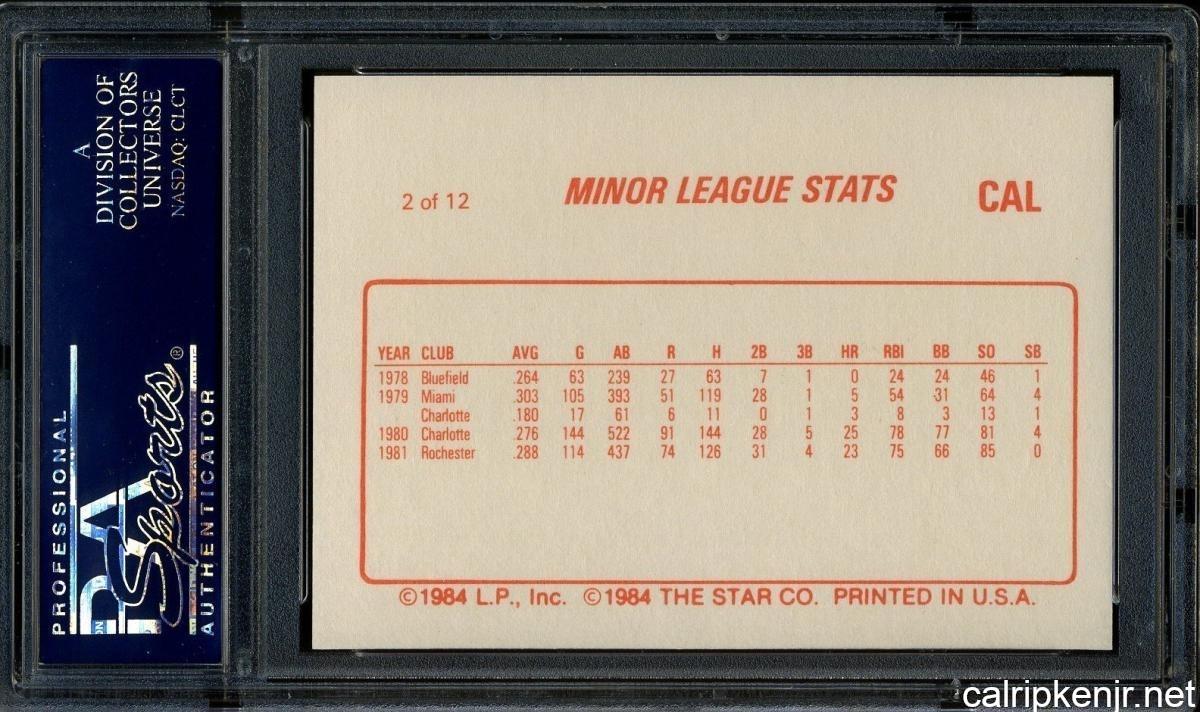 A
DIVISION OF
COLLECTORS
UNIVERSE
NASDAQ: CLCT
PROFESSIONAL
Sports®
AUTHENTICATOR
2 of 12
MINOR LEAGUE STATS
CAL
YEAR CLUB AVG G AB R H 2B 3B HR RBI BB SO SB
1978 Bluefield .264 63 239 27 63 7 1 0 24 24 46 1
1979 Miami .303 105 393 51 119 28 1 5 54 31 64 4
Charlotte .180 17 61 6 11 0 1 3 8 3 13 1
1980 Charlotte .276 144 522 91 144 28 5 25 78 77 81 4
1981 Rochester .288 114 437 74 126 31 4 23 75 66 85 0
©1984 L.P., Inc. ©1984 THE STAR CO. PRINTED IN U.S.A.
calripkenjr.net